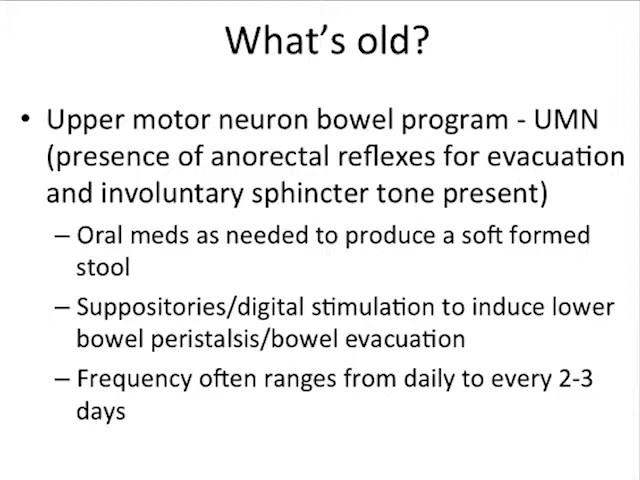 What's old?
• Upper motor neuron bowel program - UMN
(presence of anorectal reflexes for evacuation
and involuntary sphincter tone present)
– Oral meds as needed to produce a soft formed
stool
– Suppositories/digital stimulation to induce lower
bowel peristalsis/bowel evacuation
– Frequency often ranges from daily to every 2-3
days